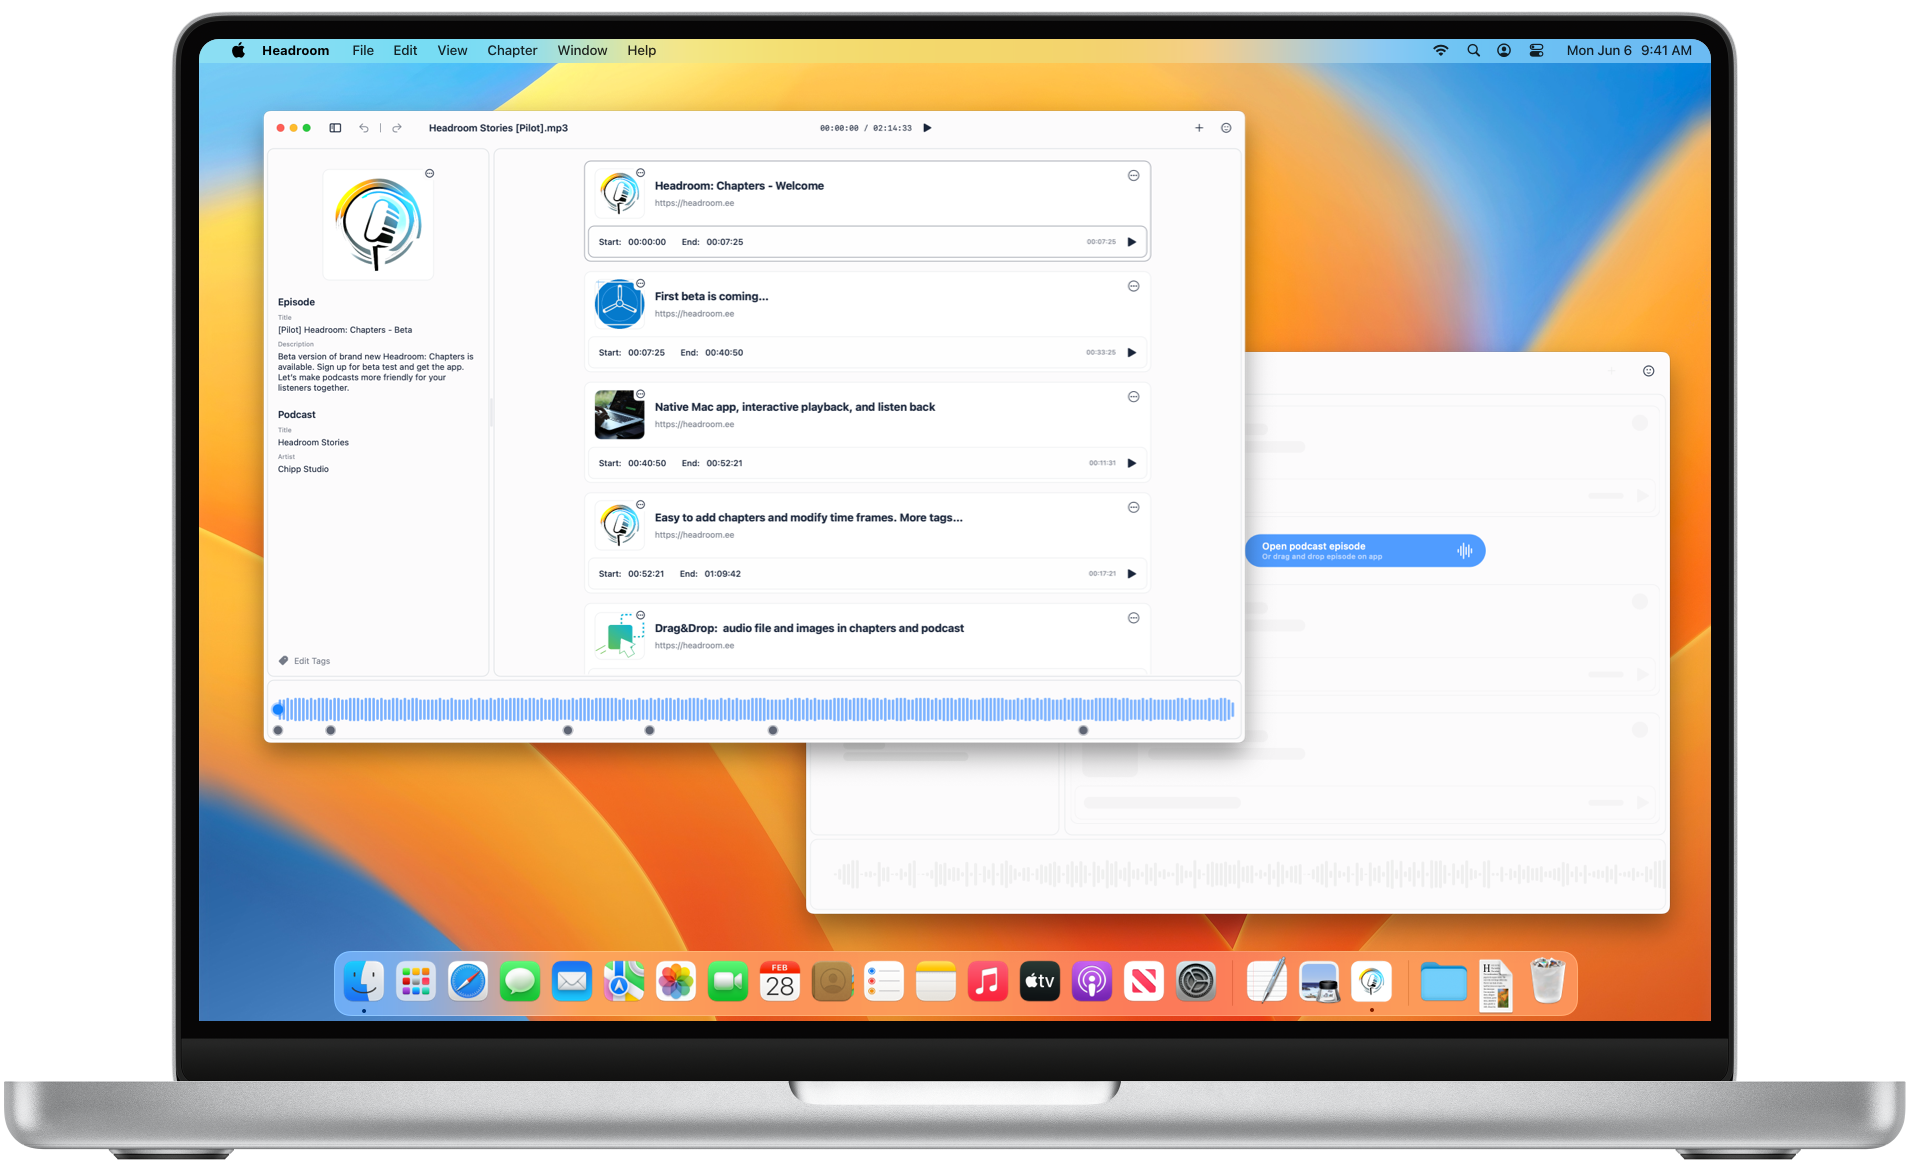 Headroom File Edit View Chapter Window Help
Mon Jun 6 9:41 AM
Headroom Stories [Pilot].mp3
00:00:00 / 02:14:33
Episode
Title
[Pilot] Headroom: Chapters - Beta
Description
Beta version of brand new Headroom: Chapters is
available. Sign up for beta test and get the app.
Let's make podcasts more friendly for your
listeners together.
Podcast
Title
Headroom Stories
Artist
Chipp Studio
Edit Tags
Headroom: Chapters - Welcome
https://headroom.ee
Start: 00:00:00 End: 00:07:25
00:07:25
First beta is coming...
https://headroom.ee
Start: 00:07:25 End: 00:40:50
00:33:25
Native Mac app, interactive playback, and listen back
https://headroom.ee
Start: 00:40:50 End: 00:52:21
00:11:31
Easy to add chapters and modify time frames. More tags...
https://headroom.ee
Start: 00:52:21 End: 01:09:42
00:17:21
Drag&Drop: audio file and images in chapters and podcast
https://headroom.ee
Open podcast episode
Or drag and drop episode on app
FEB
28
tv